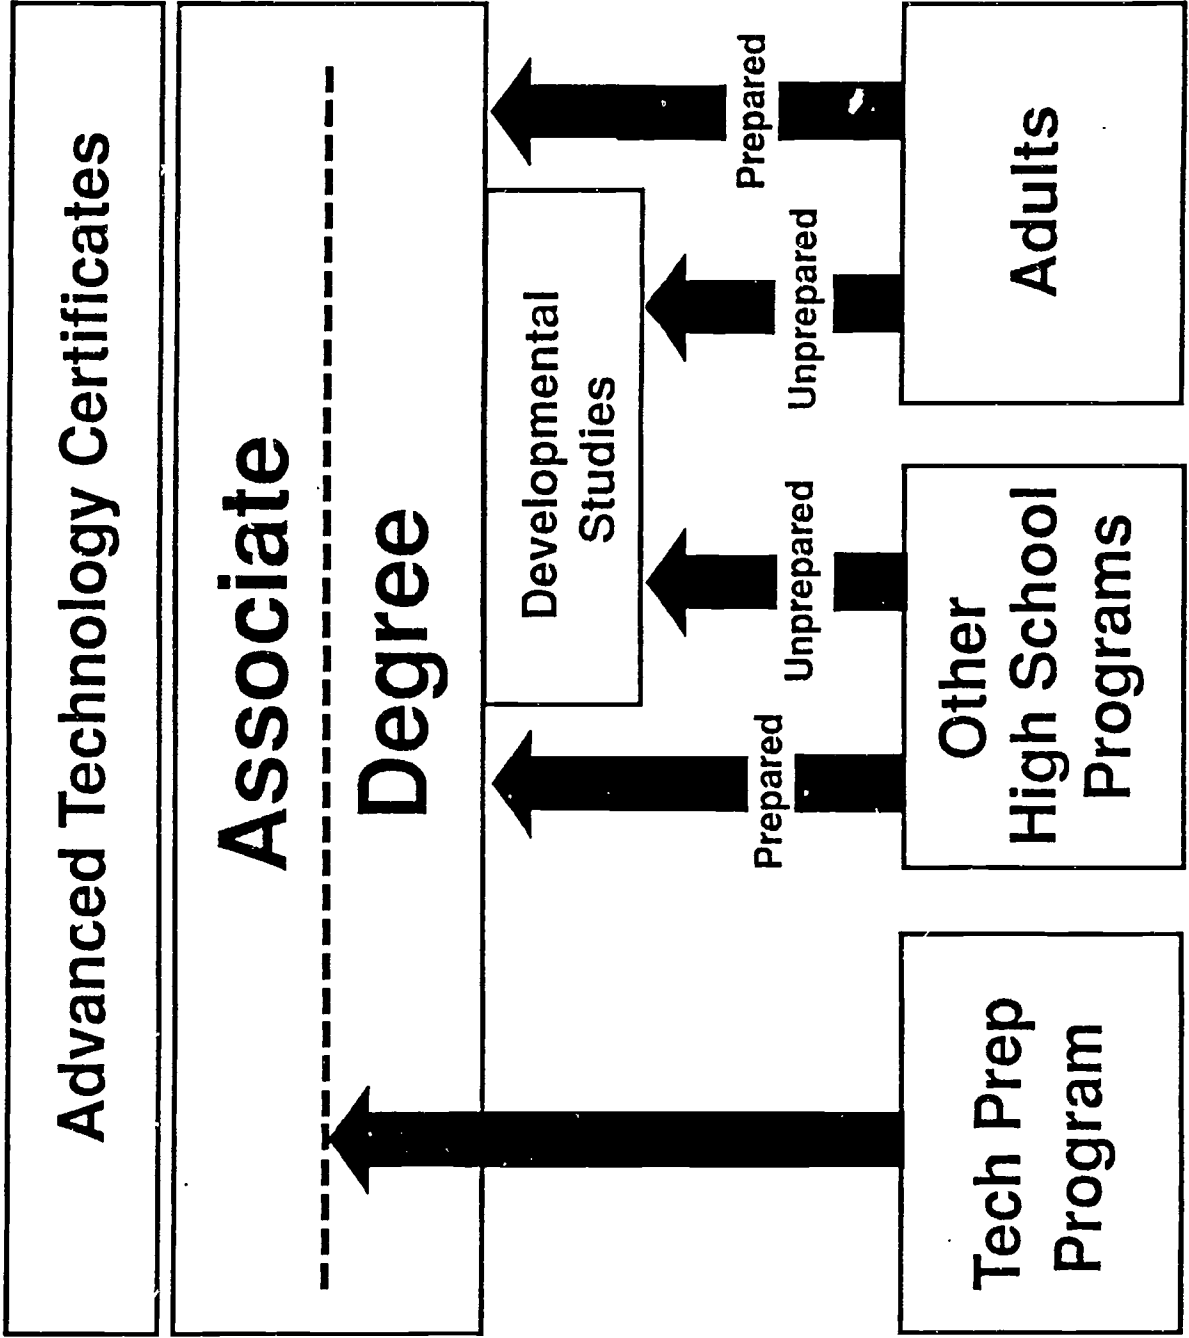 Advanced Technology Certificates
Associate
Degree
Developmental
Studies
Prepared
Unprepared
Unprepared
Prepared
Tech Prep
Program
Other
High School
Programs
Adults